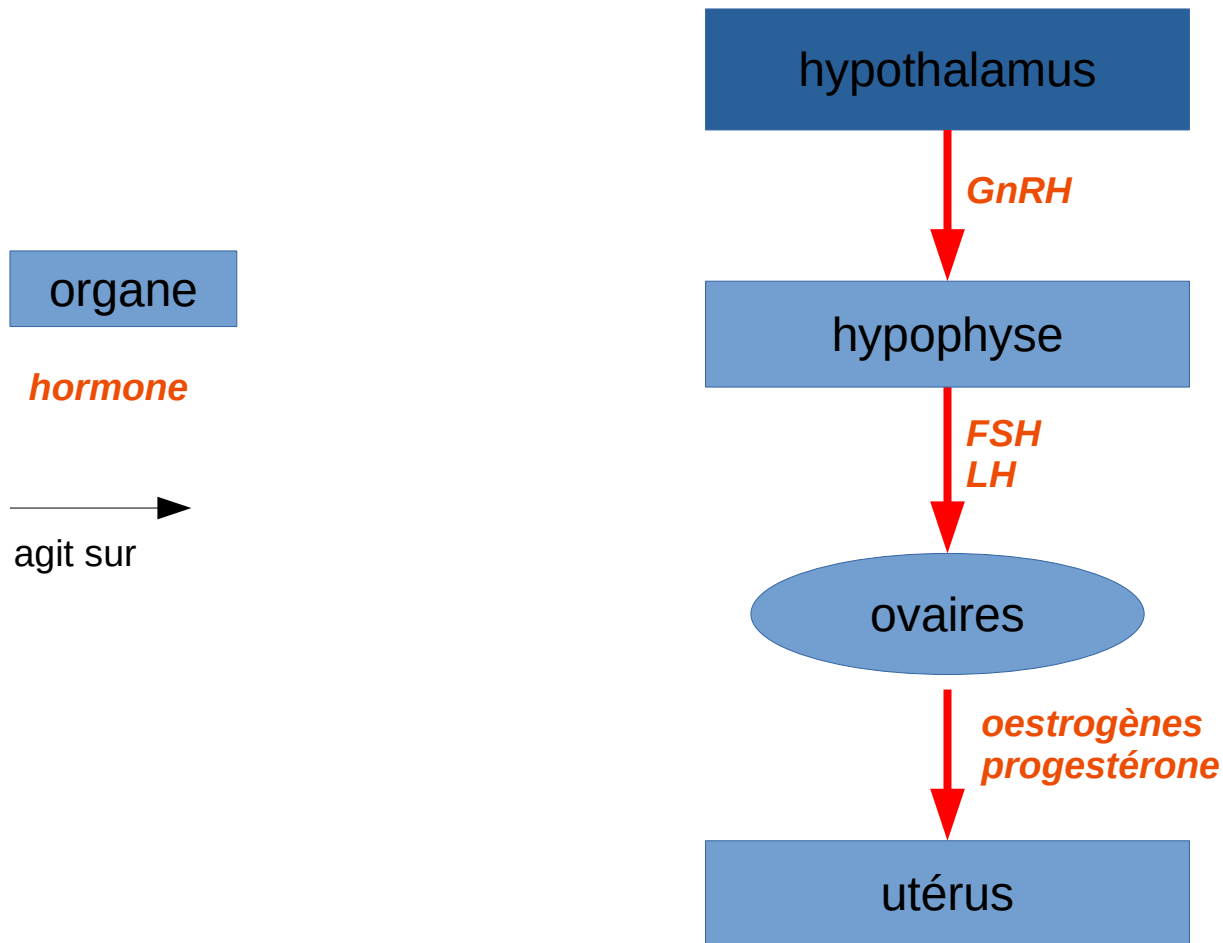 hypothalamus
GnRH
organe
hypophyse
hormone
FSH
LH
agit sur
ovaires
oestrogènes
progestérone
utérus